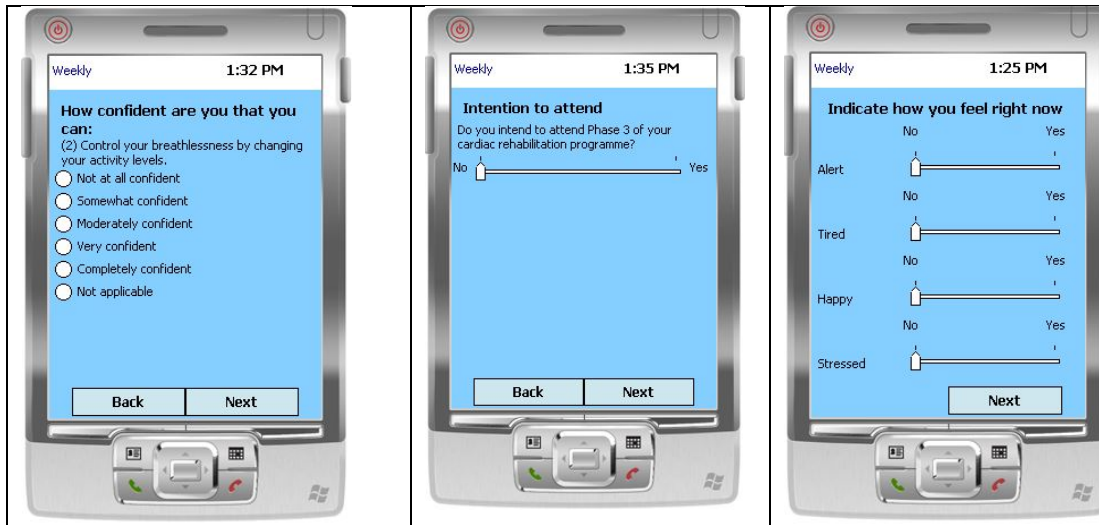 Weekly 1:32 PM
How confident are you that you
can:
(2) Control your breathlessness by changing
your activity levels.
Not at all confident
Somewhat confident
Moderately confident
Very confident
Completely confident
Not applicable
Back Next
Weekly 1:35 PM
Intention to attend
Do you intend to attend Phase 3 of your
cardiac rehabilitation programme?
No Yes
Back Next
Weekly 1:25 PM
Indicate how you feel right now
No Yes
Alert
No Yes
Tired
No Yes
Happy
No Yes
Stressed
Next